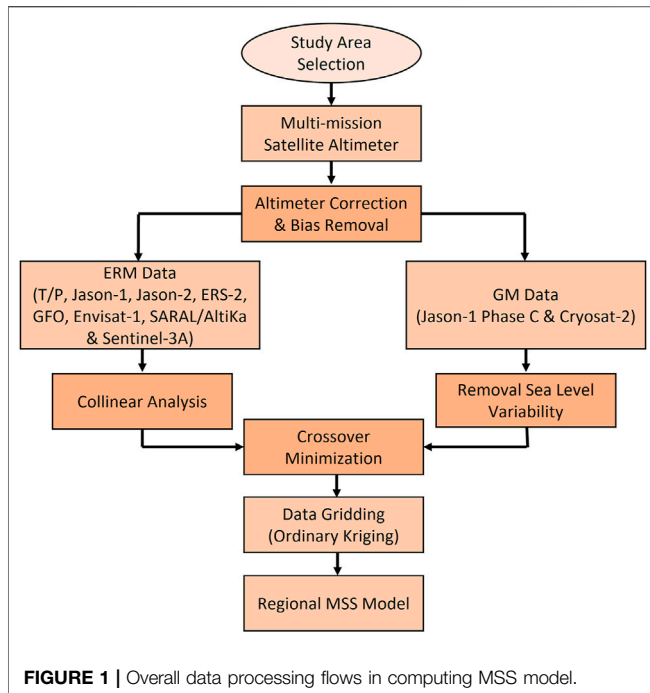 Study Area
Selection
Multi-mission
Satellite Altimeter
Altimeter Correction
& Bias Removal
ERM Data
(T/P, Jason-1, Jason-2, ERS-2,
GFO, Envisat-1, SARAL/AltiKa
& Sentinel-3A)
GM Data
(Jason-1 Phase C & Cryosat-2)
Collinear Analysis
Removal Sea Level
Variability
Crossover
Minimization
Data Gridding
(Ordinary Kriging)
Regional MSS Model
FIGURE 1 | Overall data processing flows in computing MSS model.